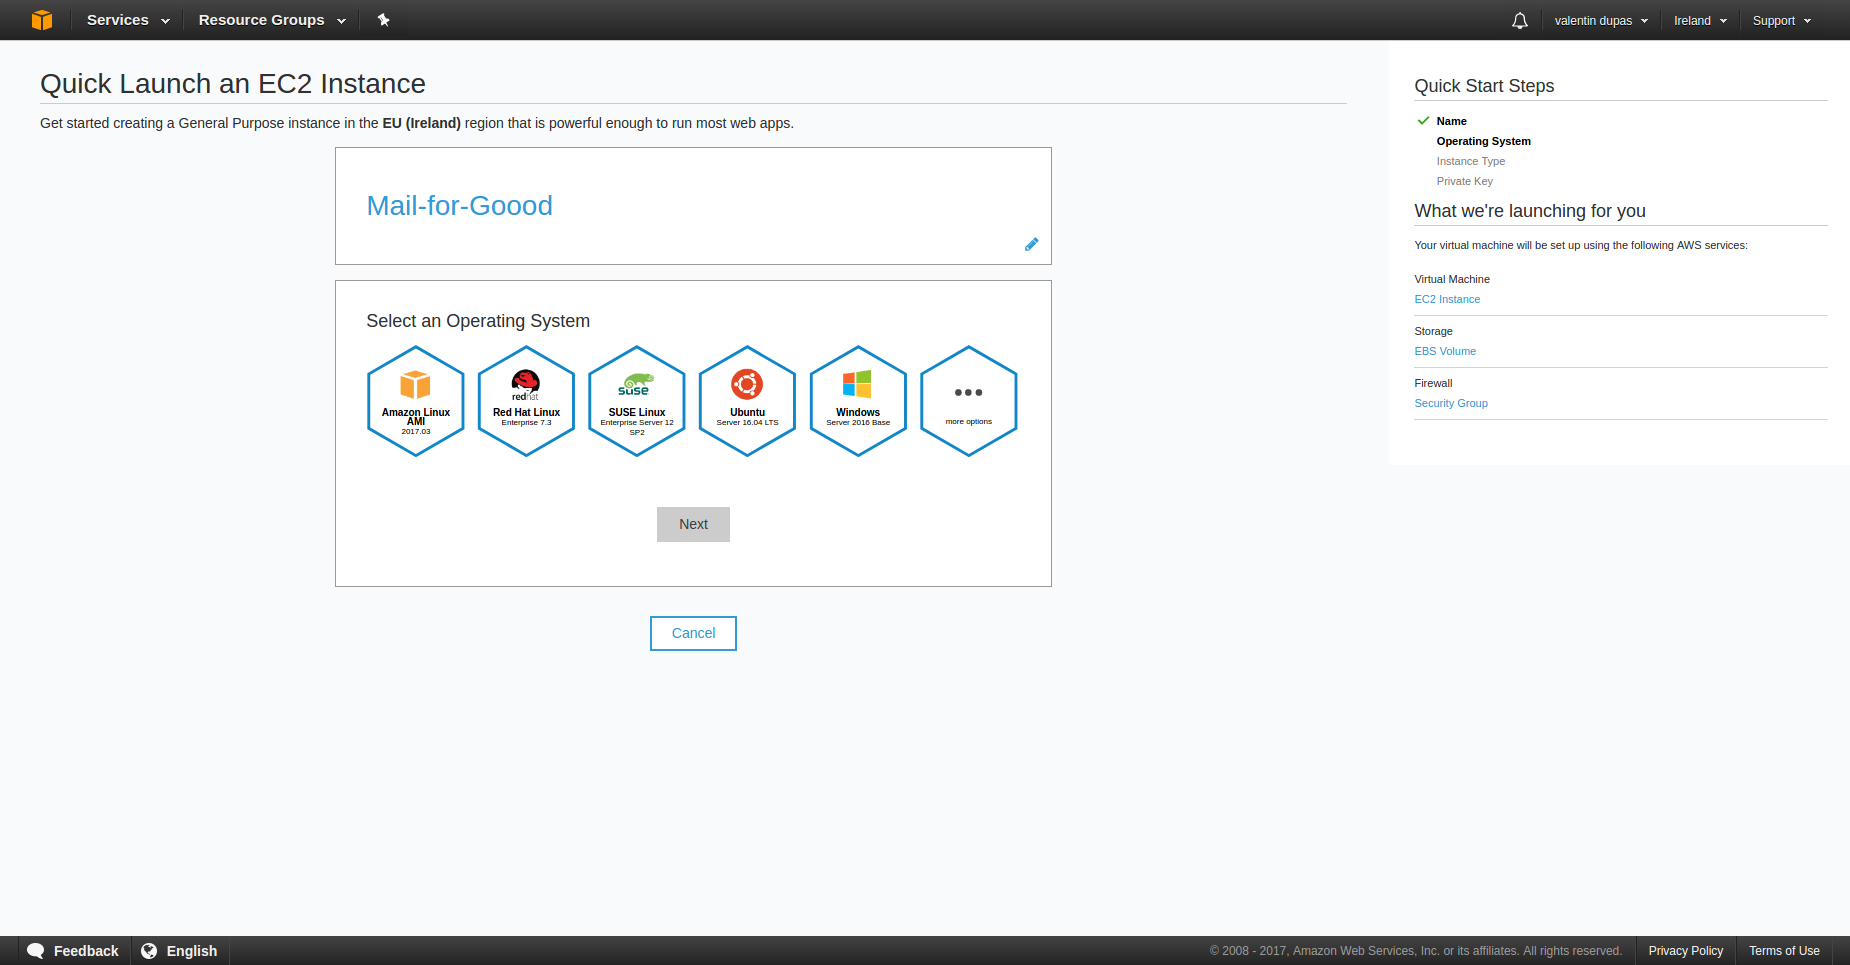 Services
Resource Groups
valentin dupas
Ireland
Support
Quick Launch an EC2 Instance
Get started creating a General Purpose instance in the EU (Ireland) region that is powerful enough to run most web apps.
Mail-for-Goood
Select an Operating System
Amazon Linux
AMI
2017.03
redhat
Red Hat Linux
Enterprise 7.3
SUSE
SUSE Linux
Enterprise Server 12
SP2
Ubuntu
Server 16.04 LTS
Windows
Server 2016 Base
more options
Next
Cancel
Quick Start Steps
Name
Operating System
Instance Type
Private Key
What we're launching for you
Your virtual machine will be set up using the following AWS services:
Virtual Machine
EC2 Instance
Storage
EBS Volume
Firewall
Security Group
Feedback
English
© 2008 - 2017, Amazon Web Services, Inc. or its affiliates. All rights reserved.
Privacy Policy
Terms of Use